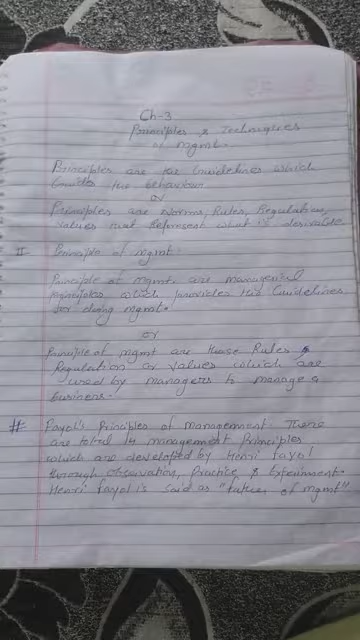 Ch-3
Principles & Techniques
of mgmt.
Principles are the Guidelines which
Guides the behaviour.
or
Principles are Norms, Rules, Regulation,
values that Represent what is desirable
II Principle of mgmt.
Principle of mgmt. are managerial
principles which provides the Guidelines
for doing mgmt.
or
Principle of mgmt are those Rules &
Regulation or values which are
used by managers to manage a
business.
# Fayol's Principles of management: There
are total 14 management Principles
which are developed by Henri fayol
through observation, Practice & Experiment.
Henri fayol is said as "father of mgmt"